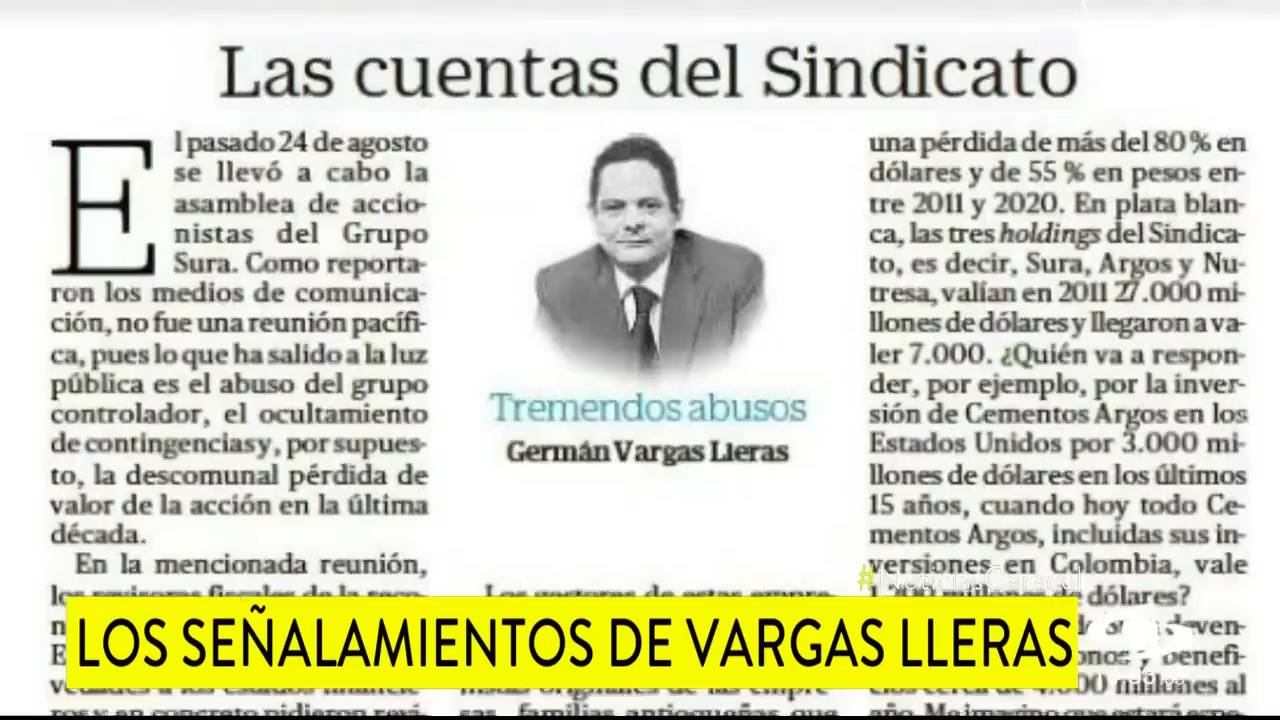 Las cuentas del Sindicato
El pasado 24 de agosto
se llevó a cabo la
asamblea de accio-
nistas del Grupo
Sura. Como reporta-
ron los medios de comunica-
ción, no fue una reunión pacífi-
ca, pues lo que ha salido a la luz
pública es el abuso del grupo
controlador, el ocultamiento
de contingencias y, por supues-
to, la descomunal pérdida de
valor de la acción en la última
década.
En la mencionada reunión,
Tremendos abusos
Germán Vargas Lleras
una pérdida de más del 80 % en
dólares y de 55 % en pesos en-
tre 2011 y 2020. En plata blan-
ca, las tres holdings del Sindica-
to, es decir, Sura, Argos y Nu-
tresa, valían en 2011 27.000 mi-
llones de dólares y llegaron a va-
ler 7.000. ¿Quién va a respon-
der, por ejemplo, por la inver-
sión de Cementos Argos en los
Estados Unidos por 3.000 mi-
llones de dólares en los últimos
15 años, cuando hoy todo Ce-
mentos Argos, incluidas sus in-
versiones en Colombia, vale
dólares?
#NoticiasCaracol
LOS SEÑALAMIENTOS DE VARGAS LLERAS